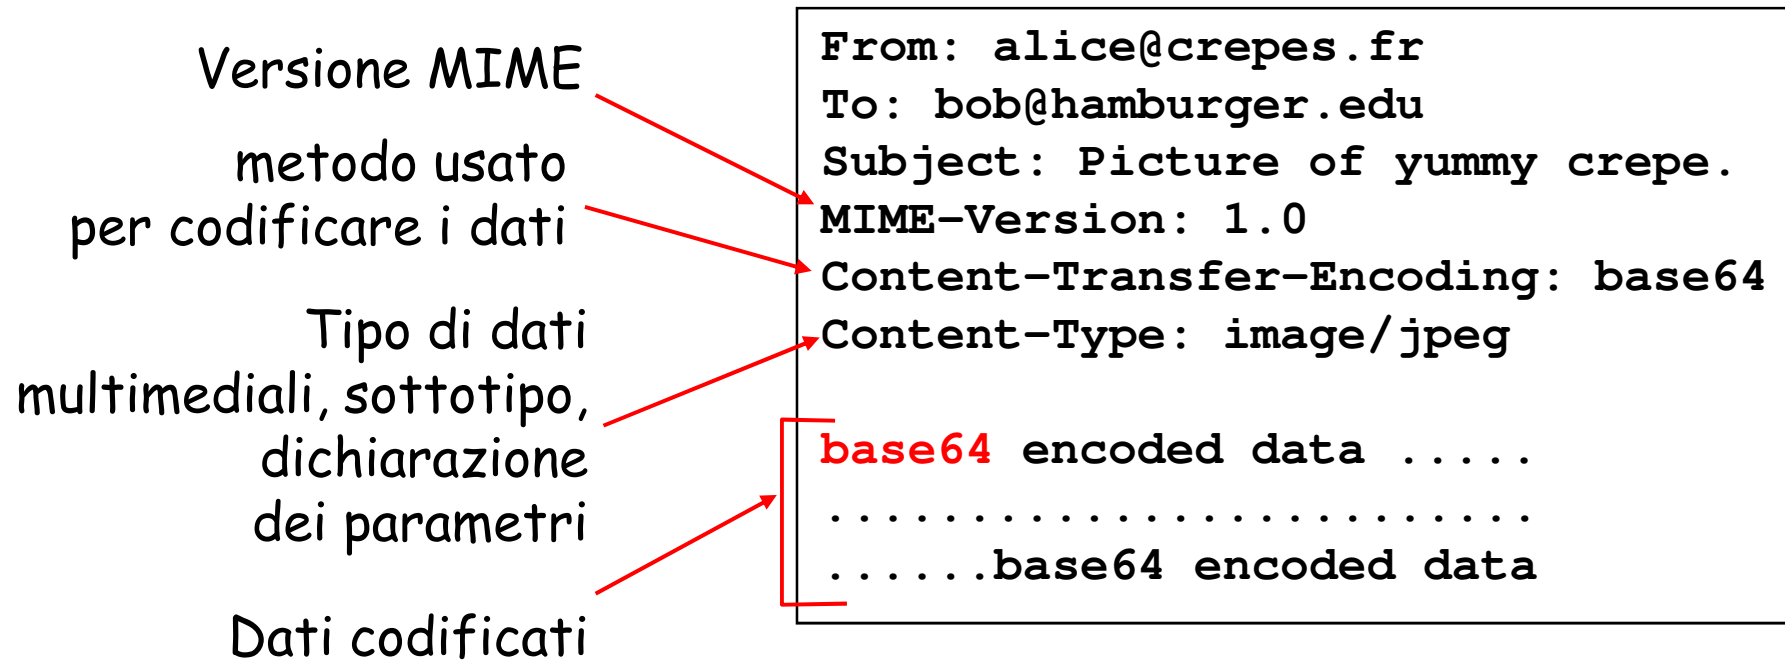 Versione MIME
metodo usato
per codificare i dati
Tipo di dati
multimediali, sottotipo,
dichiarazione
dei parametri
Dati codificati
From: alice@crepes.fr
To: bob@hamburger.edu
Subject: Picture of yummy crepe.
MIME-Version: 1.0
Content-Transfer-Encoding: base64
Content-Type: image/jpeg
base64 encoded data .....
.........................
......base64 encoded data